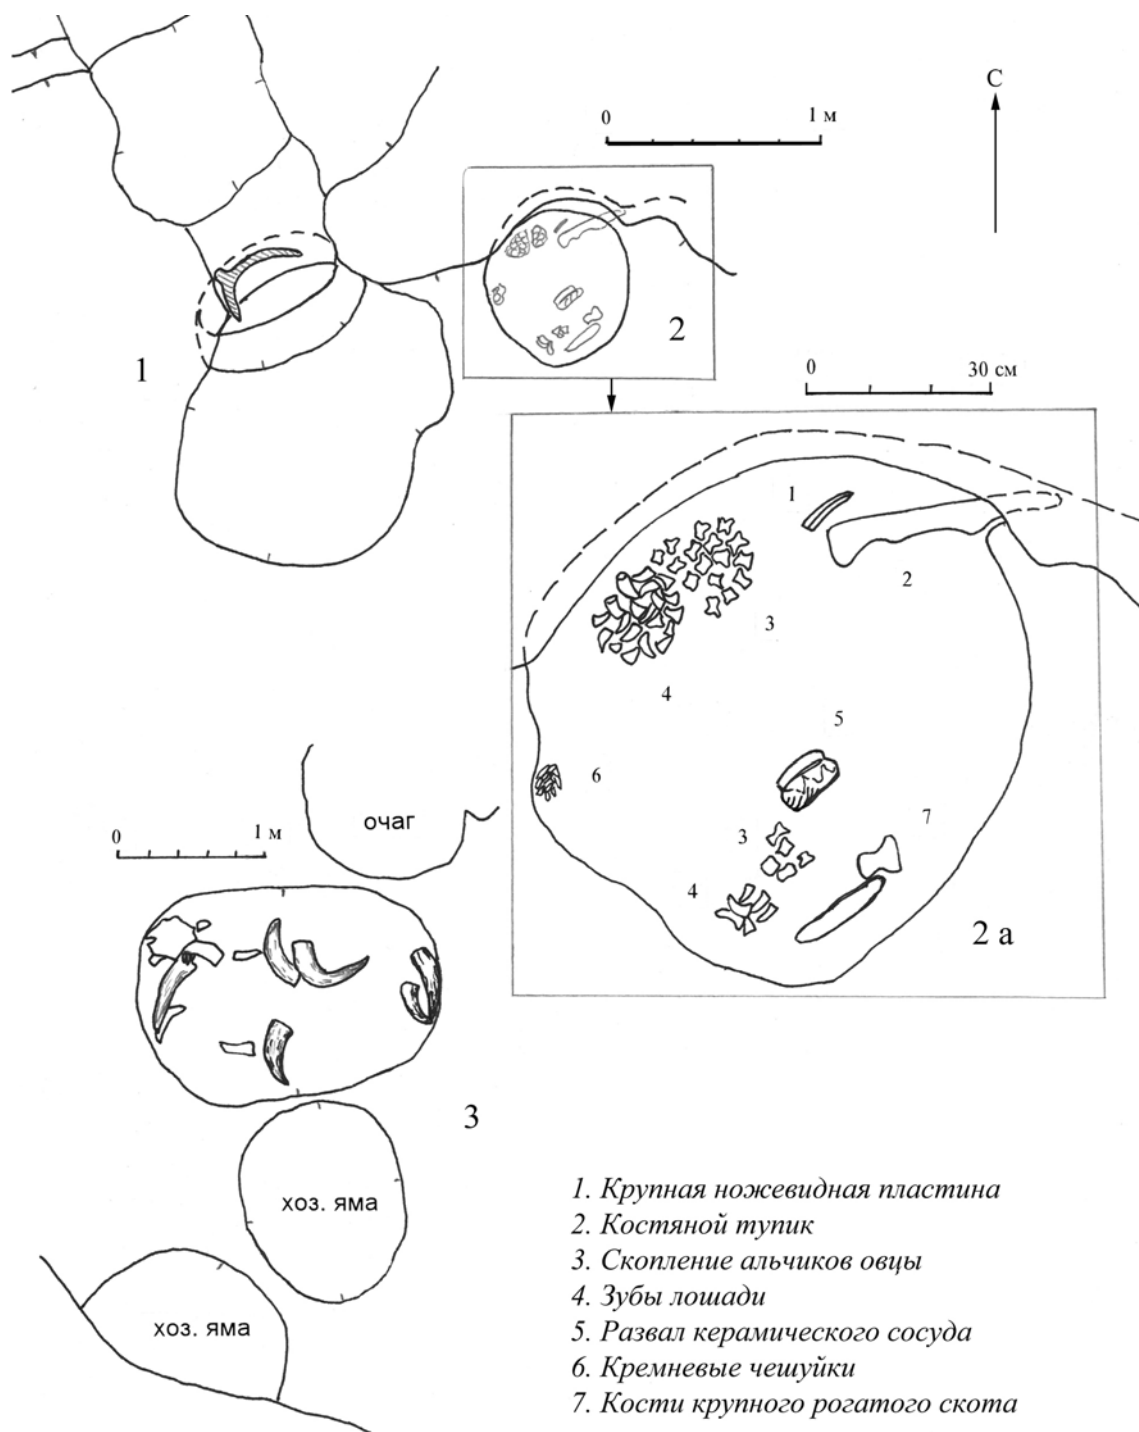 С
0 1 м
1
2
0 30 см
1
2
3
4
5
6
7
3
4
2 а
очаг
0 1 м
3
хоз. яма
хоз. яма
1. Крупная ножевидная пластина
2. Костяной тупик
3. Скопление альчиков овцы
4. Зубы лошади
5. Развал керамического сосуда
6. Кремневые чешуйки
7. Кости крупного рогатого скота